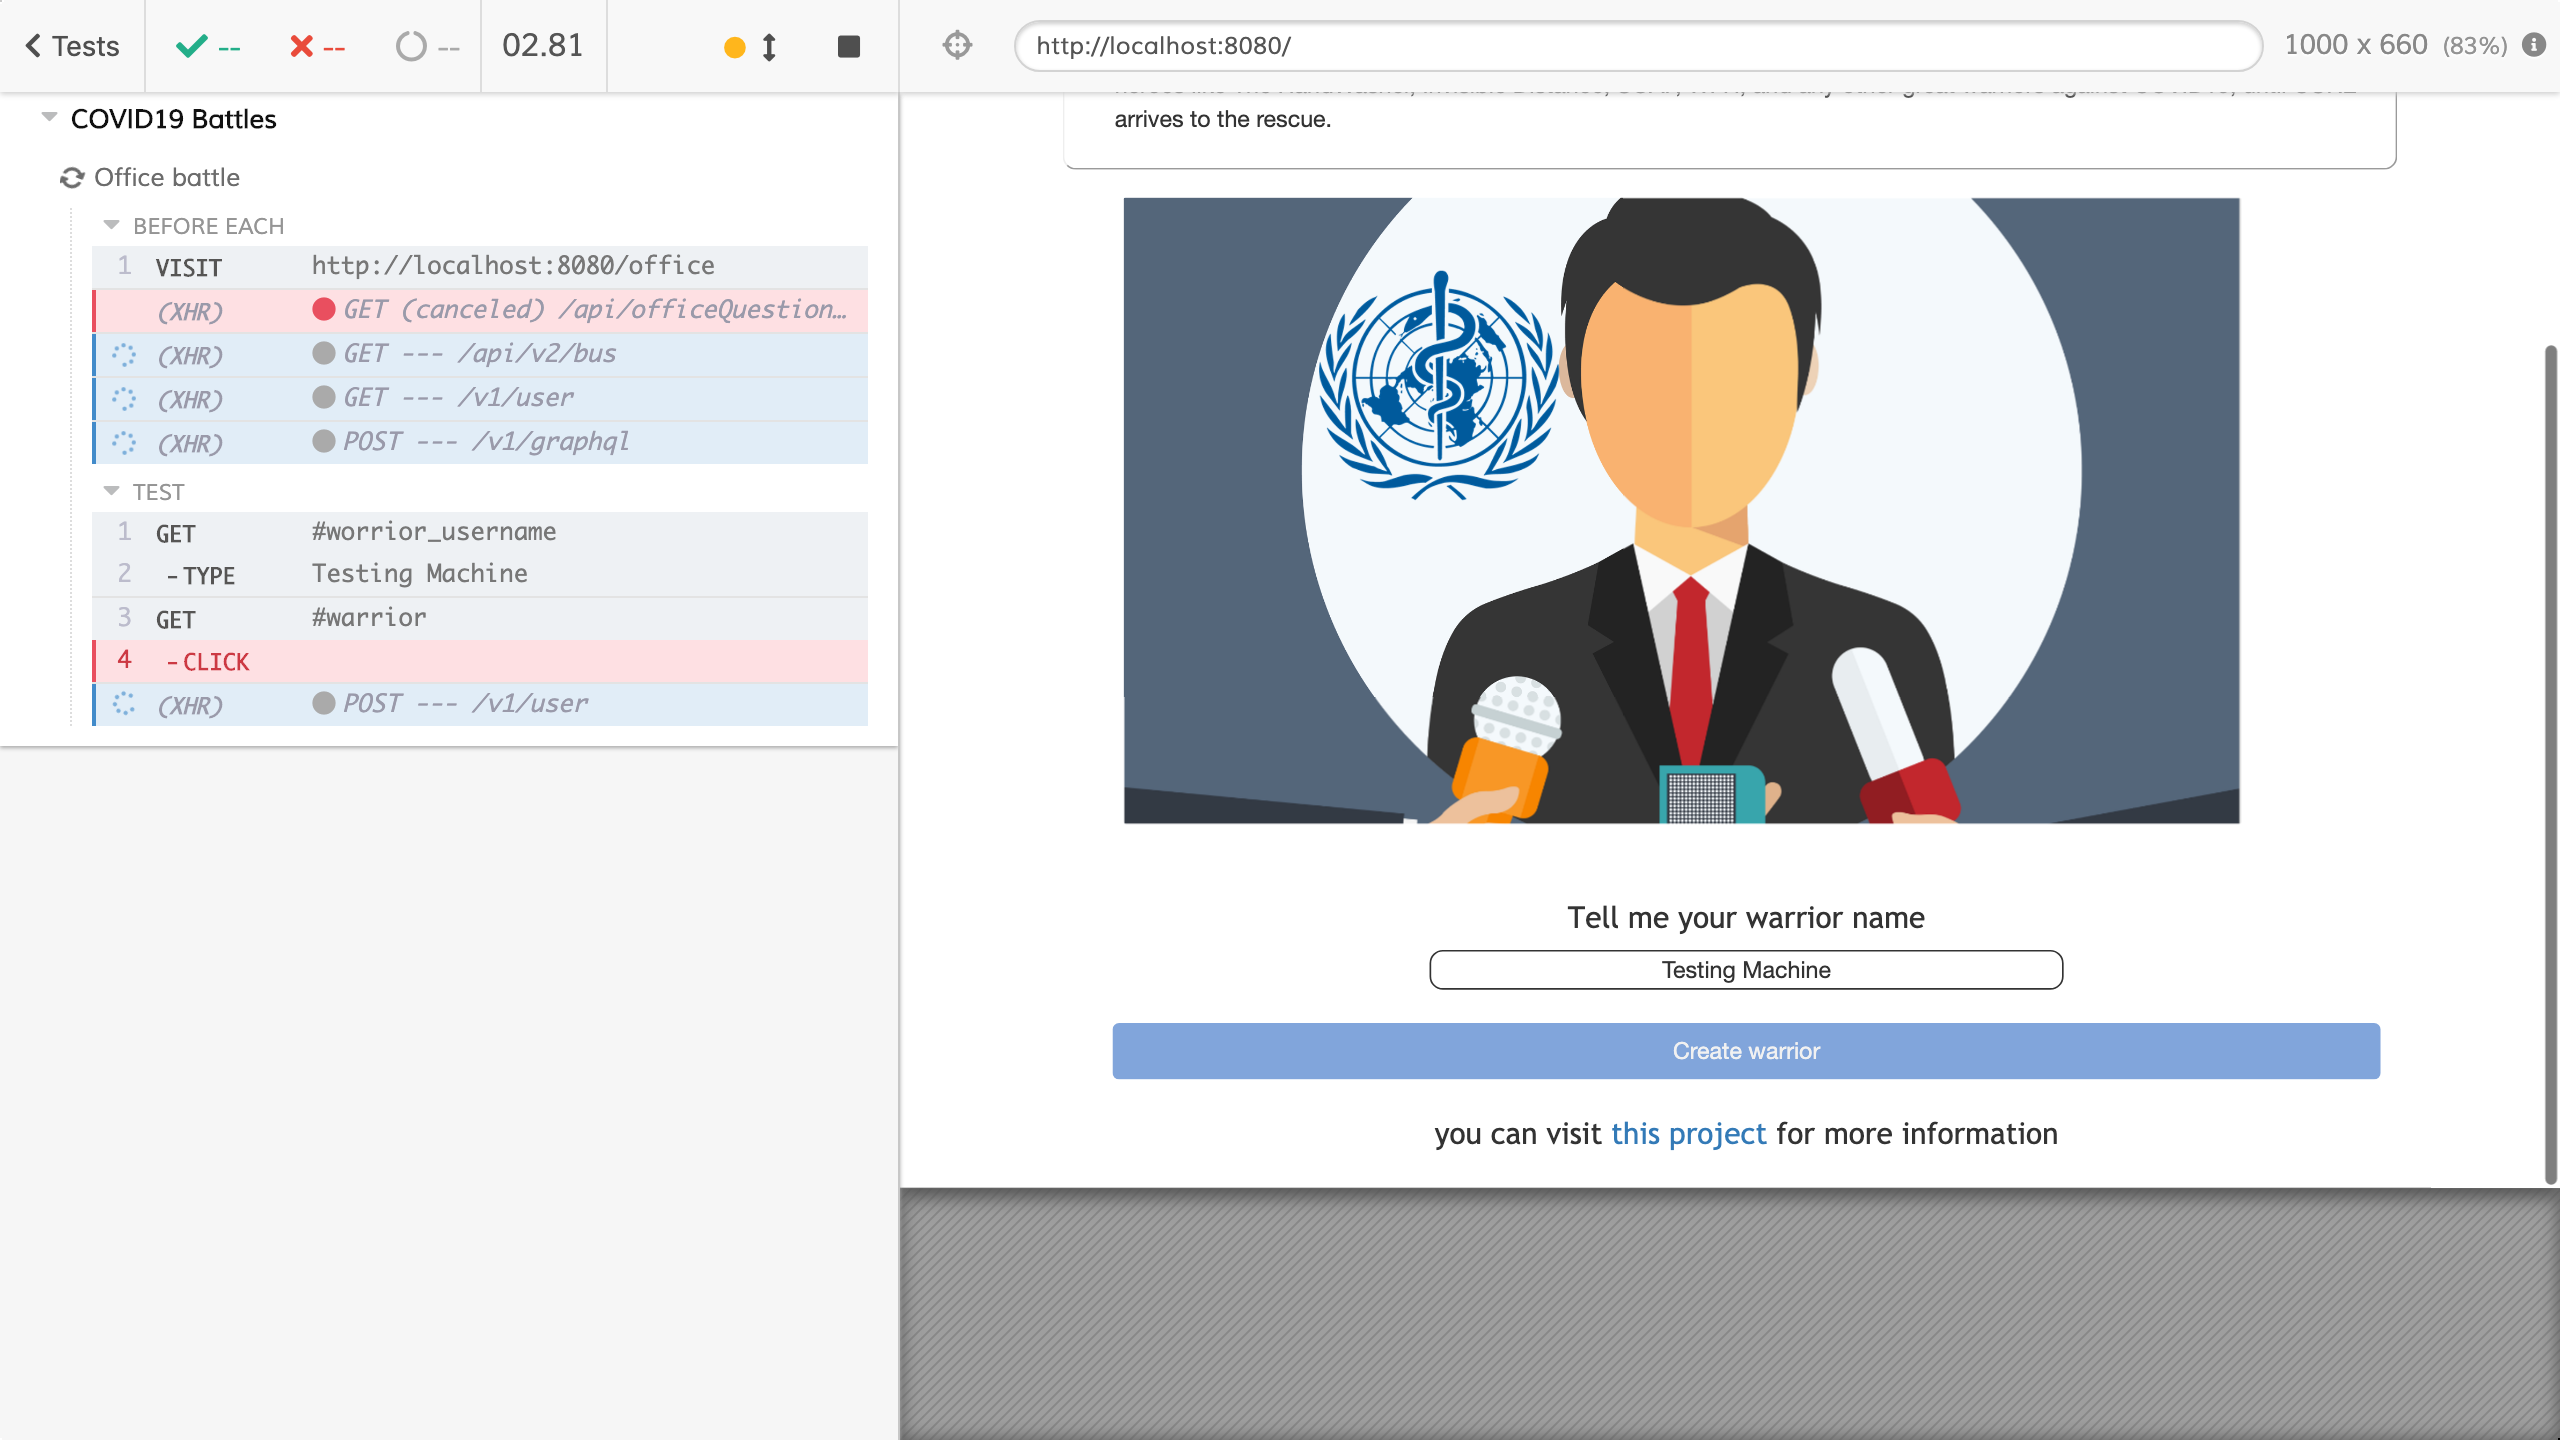 Tests
--
--
--
02.81
http://localhost:8080/
1000 x 660 (83%)
COVID19 Battles
Office battle
BEFORE EACH
1 VISIT http://localhost:8080/office
(XHR) GET (canceled) /api/officeQuestion…
(XHR) GET --- /api/v2/bus
(XHR) GET --- /v1/user
(XHR) POST --- /v1/graphql
TEST
1 GET #worrior_username
2 -TYPE Testing Machine
3 GET #warrior
4 -CLICK
(XHR) POST --- /v1/user
arrives to the rescue.
Tell me your warrior name
Testing Machine
Create warrior
you can visit this project for more information